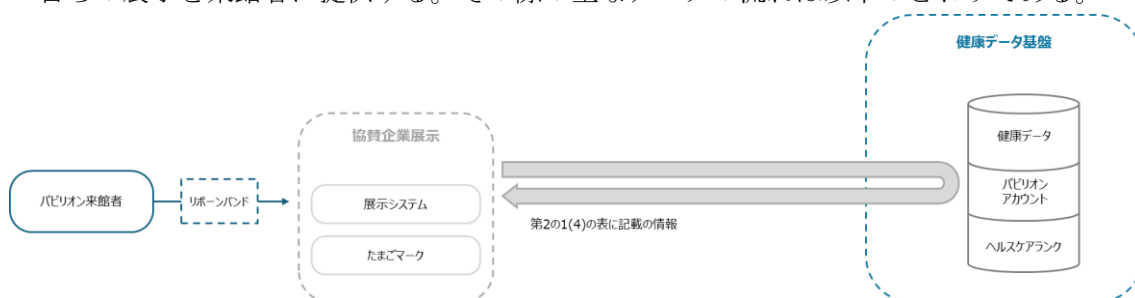 健康データ基盤
協賛企業展示
健康データ
パビリオン来館者
リボーンバンド
展示システム
パビリオン
アカウント
第2の1(4)の表に記載の情報
たまごマーク
ヘルスケアランク